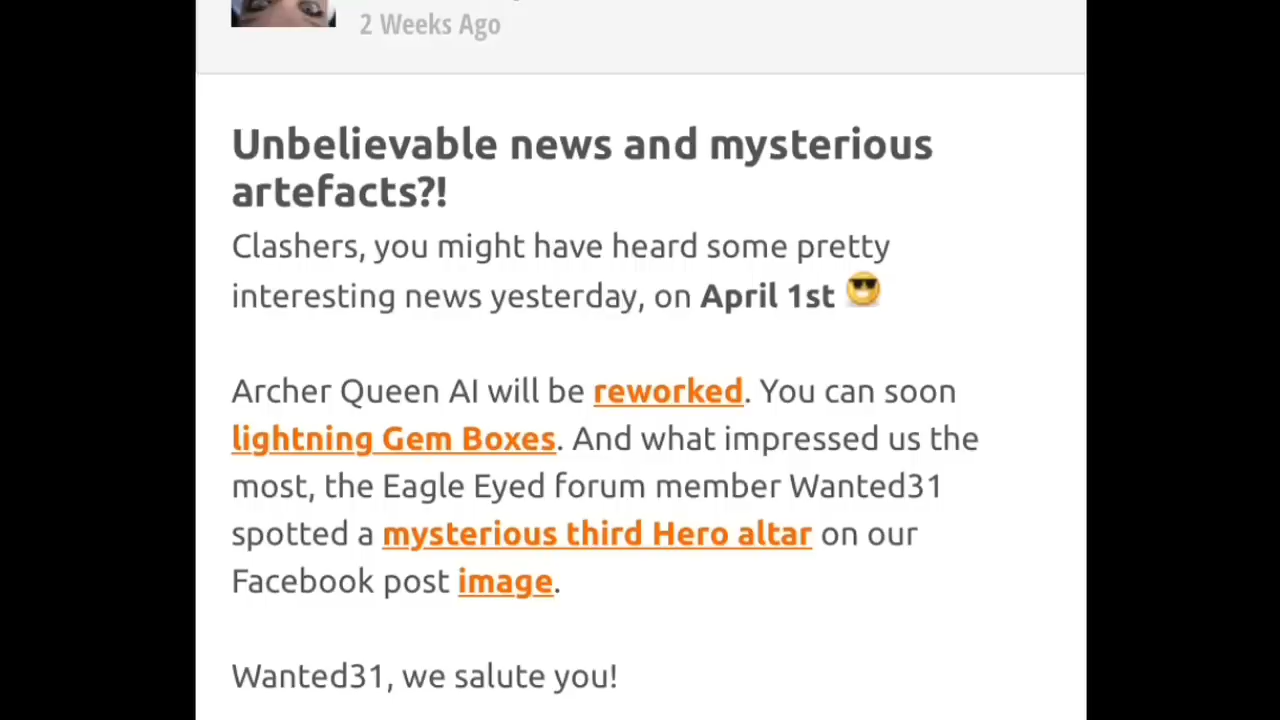 2 Weeks Ago
Unbelievable news and mysterious
artefacts?!
Clashers, you might have heard some pretty
interesting news yesterday, on April 1st
Archer Queen AI will be reworked. You can soon
lightning Gem Boxes. And what impressed us the
most, the Eagle Eyed forum member Wanted31
spotted a mysterious third Hero altar on our
Facebook post image.
Wanted31, we salute you!